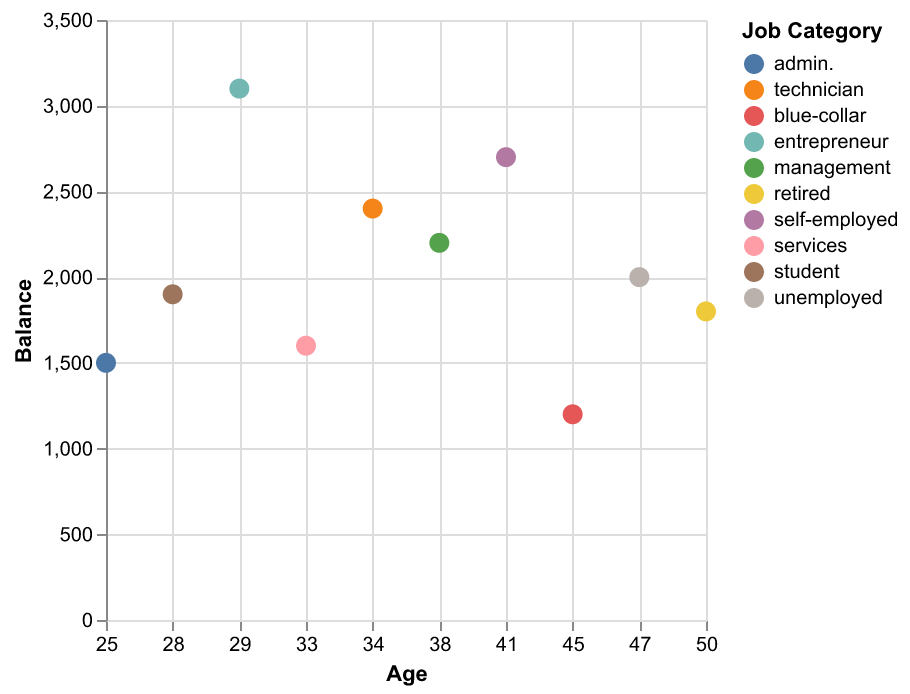 3,500
3,000
2,500
2,000
1,500
1,000
500
0
Balance
25 28 29 33 34 38 41 45 47 50
Age
Job Category
admin.
technician
blue-collar
entrepreneur
management
retired
self-employed
services
student
unemployed